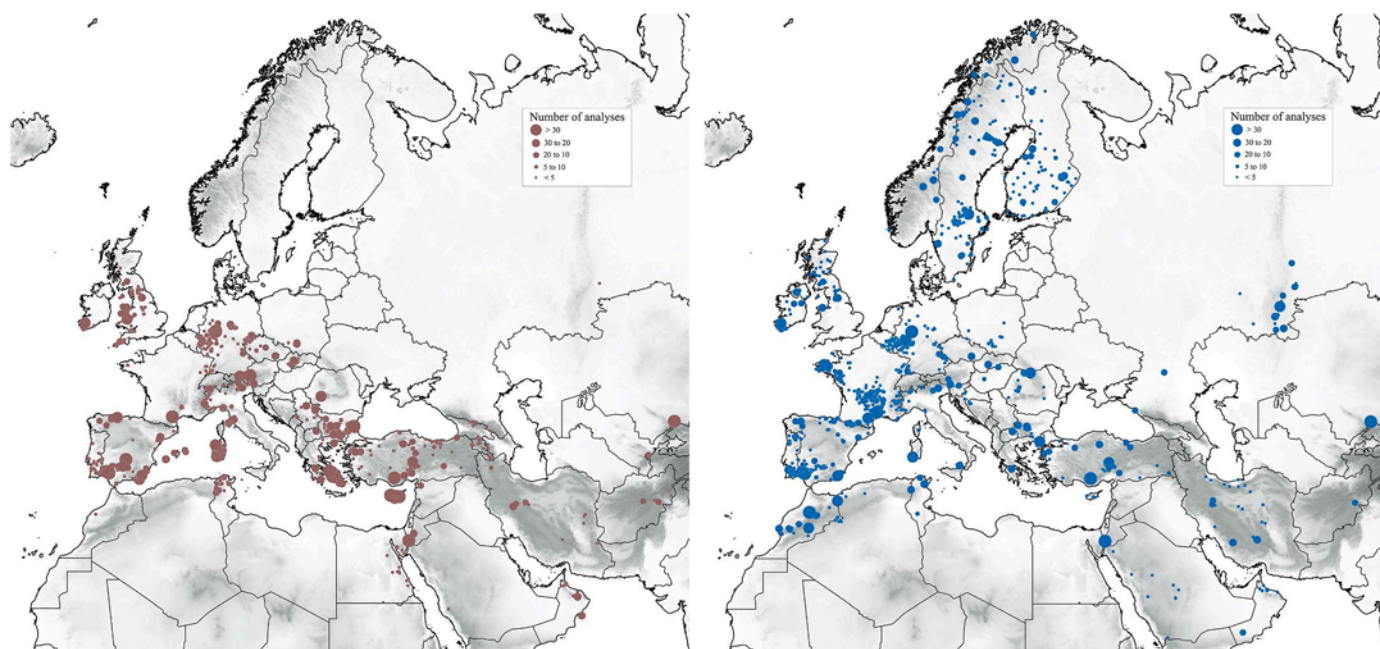 Number of analyses
> 30
30 to 20
20 to 10
5 to 10
< 5
Number of analyses
> 30
30 to 20
20 to 10
5 to 10
< 5